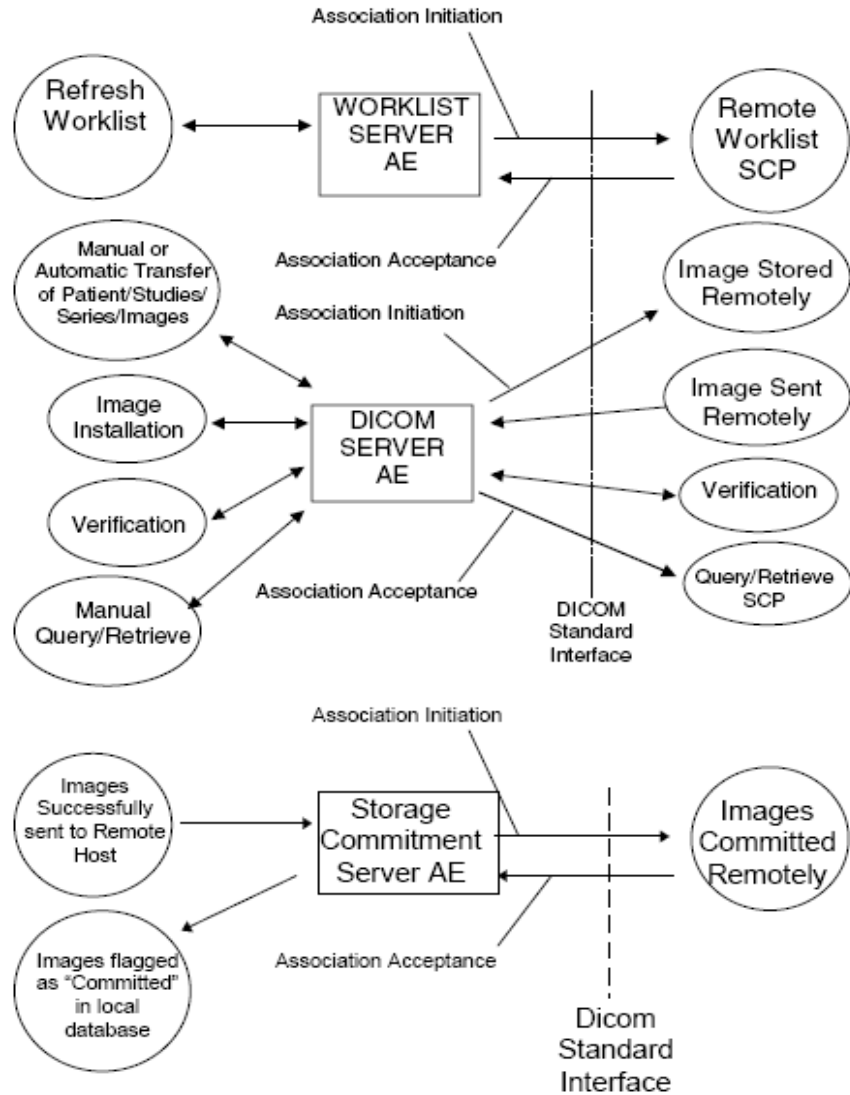 Association Initiation
Refresh
Worklist
WORKLIST
SERVER
AE
Remote
Worklist
SCP
Association Acceptance
Manual or
Automatic Transfer
of Patient/Studies/
Series/Images
Association Initiation
Image Stored
Remotely
Image
Installation
DICOM
SERVER
AE
Image Sent
Remotely
Verification
Verification
Manual
Query/Retrieve
Association Acceptance
Query/Retrieve
SCP
DICOM
Standard
Interface
Association Initiation
Images
Successfully
sent to Remote
Host
Storage
Commitment
Server AE
Images
Committed
Remotely
Images flagged
as “Committed”
in local
database
Association Acceptance
Dicom
Standard
Interface